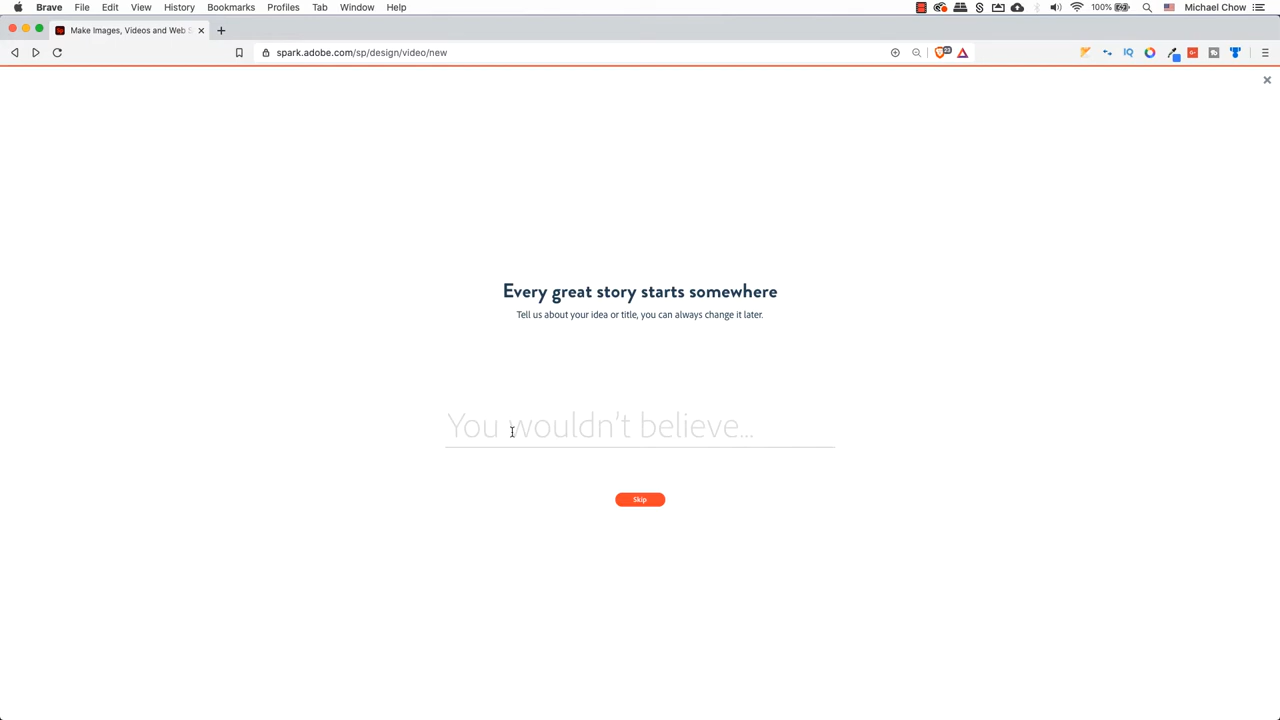 Brave File Edit View History Bookmarks Profiles Tab Window Help 100% Michael Chow
Make Images, Videos and Web S
spark.adobe.com/sp/design/video/new
Every great story starts somewhere
Tell us about your idea or title, you can always change it later.
You wouldn't believe...
Skip